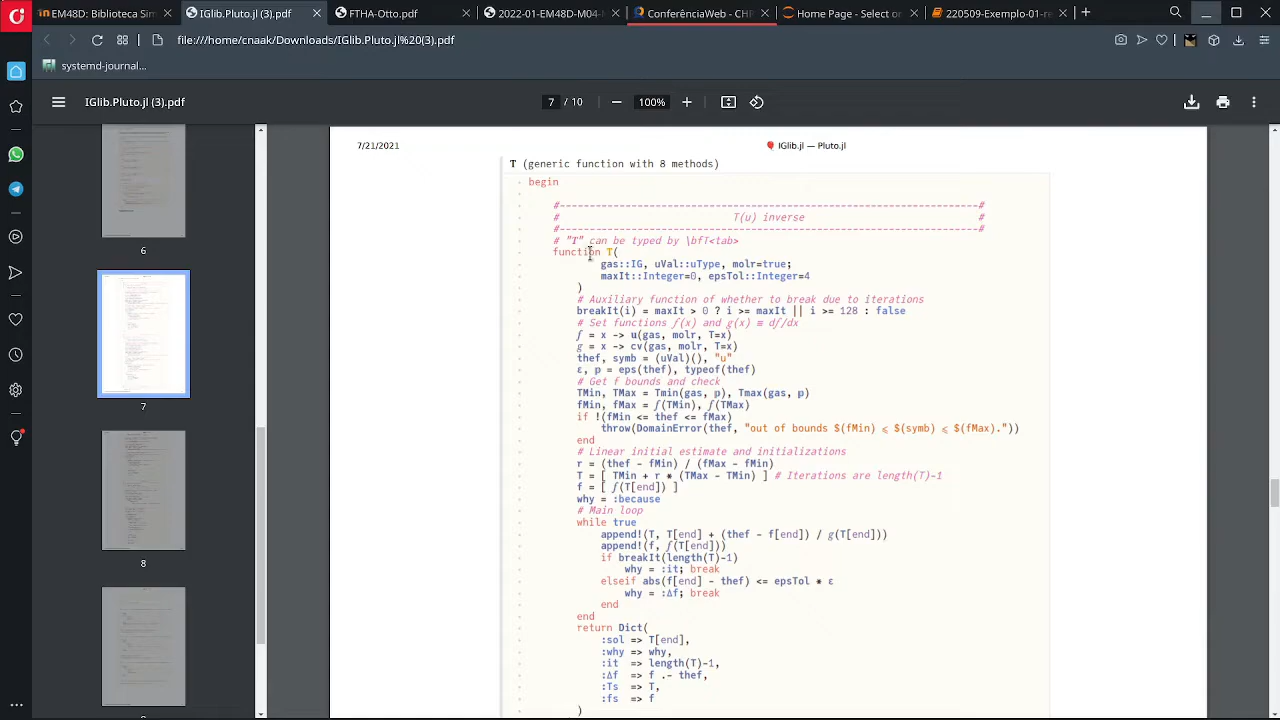 EM48D: Biblioteca Sim
IGlib.Pluto.jl (3).pdf
FTHA-Otto.pdf
2022-01-EM48D-M04-M
ConferênciaWeb - CHP
Home Page - Select or
220509-Exemplo-01-re
file:///home/cnaak/Downloads/IGlib.Pluto.jl%20(3).pdf
systemd-journal...
IGlib.Pluto.jl (3).pdf
7 / 10
100%
6
7
8
7/21/2021
IGlib.jl — Pluto.jl
T (generic function with 8 methods)
begin
#----------------------------------------------------------------------#
# T(u) inverse #
#----------------------------------------------------------------------#
# "T" can be typed by \bfT<tab>
function T(
gas::IG, uVal::uType, molr=true;
maxIt::Integer=0, epsTol::Integer=4
)
# Auxiliary function of whether to break due to iterations
breakIt(i) = maxIt > 0 ? i >= maxIt || i >= 128 : false
# Set functions ƒ(x) and g(x) ≡ dƒ/dx
ƒ = x -> u(gas, molr, T=x)
g = x -> cv(gas, molr, T=x)
thef, symb = (uVal)(), "u"
ε, p = eps(thef), typeof(thef)
# Get f bounds and check
TMin, TMax = Tmin(gas, p), Tmax(gas, p)
fMin, fMax = ƒ(TMin), ƒ(TMax)
if !(fMin <= thef <= fMax)
throw(DomainError(thef, "out of bounds $(fMin) ⩽ $(symb) ⩽ $(fMax)."))
end
# Linear initial estimate and initializations
r = (thef - fMin) / (fMax - fMin)
T = [ TMin + r * (TMax - TMin) ] # Iterations are length(T)-1
f = [ ƒ(T[end]) ]
why = :because
# Main loop
while true
append!(T, T[end] + (thef - f[end]) / g(T[end]))
append!(f, ƒ(T[end]))
if breakIt(length(T)-1)
why = :it; break
elseif abs(f[end] - thef) <= epsTol * ε
why = :Δf; break
end
end
return Dict(
:sol => T[end],
:why => why,
:it => length(T)-1,
:Δf => f .- thef,
:Ts => T,
:fs => f
)